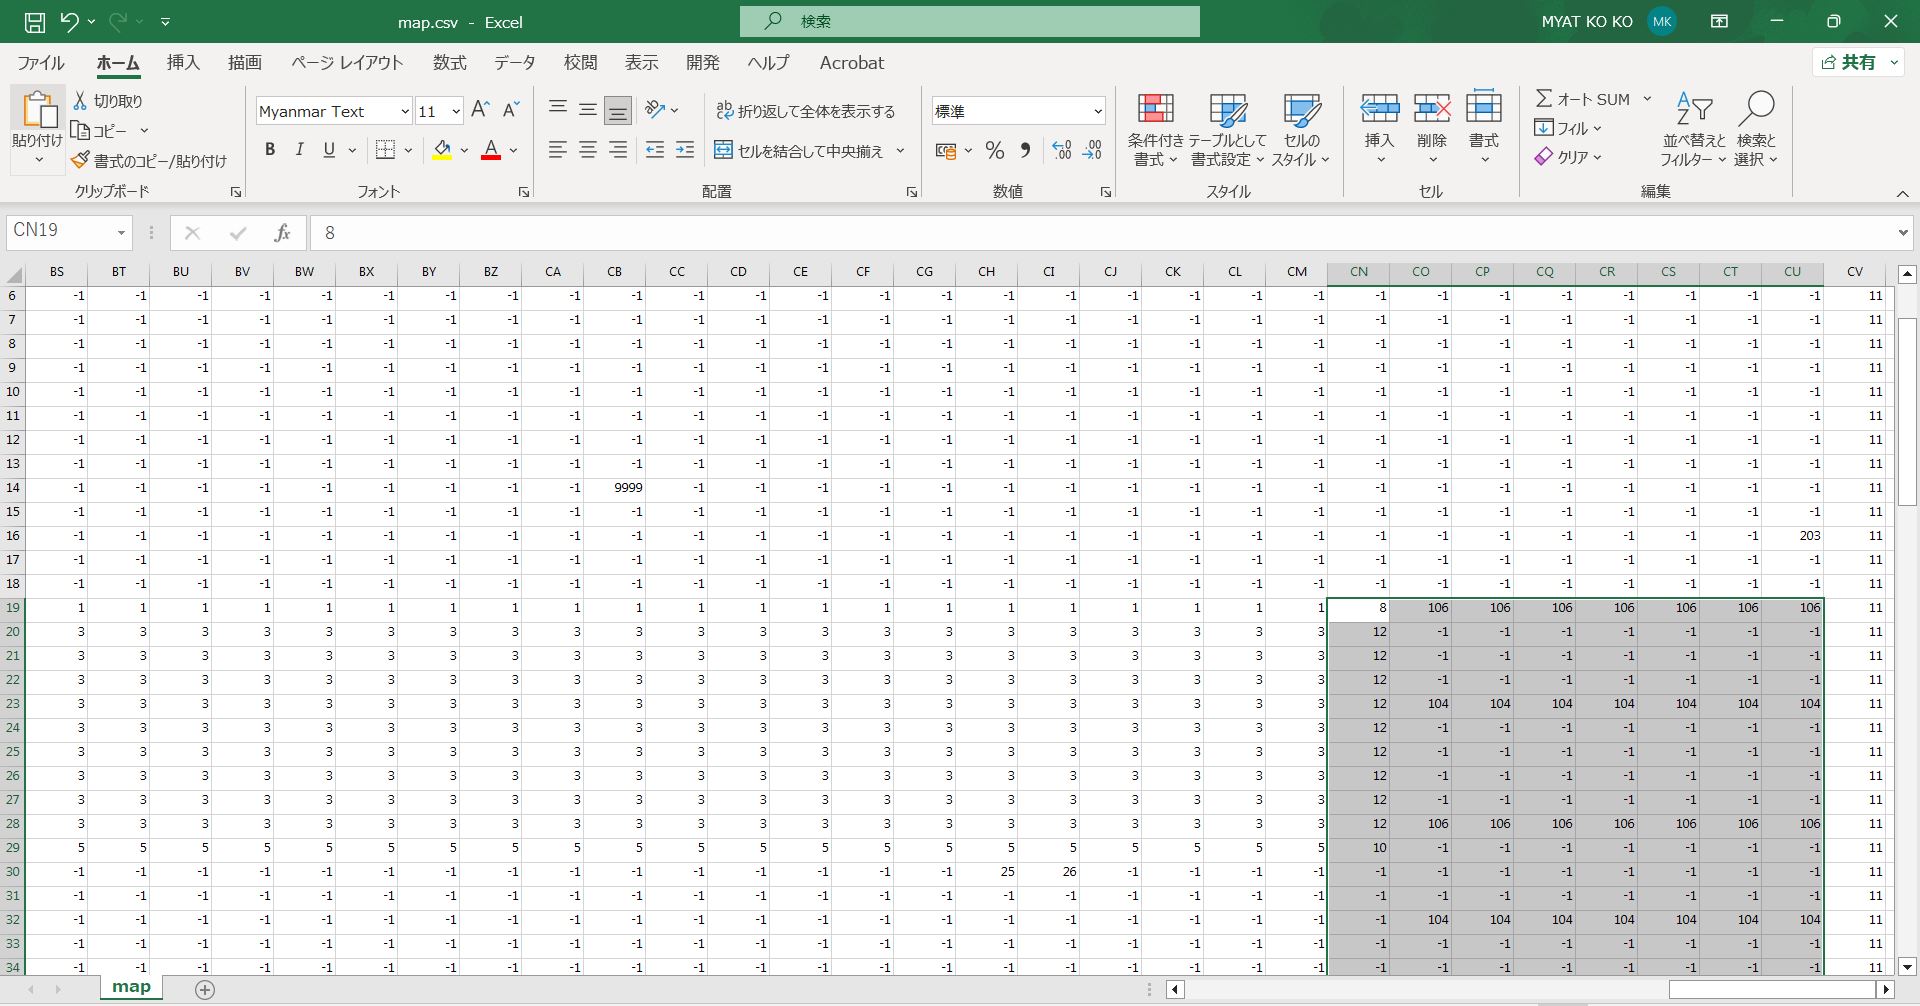 map.csv - Excel 検索 MYAT KO KO MK
ファイル ホーム 挿入 描画 ページ レイアウト 数式 データ 校閲 表示 開発 ヘルプ Acrobat 共有
貼り付け 切り取り コピー 書式のコピー/貼り付け クリップボード
Myanmar Text 11 A A B I U A フォント
ab 折り返して全体を表示する セルを結合して中央揃え 配置
標準 % 数値
条件付き書式 テーブルとして書式設定 セルのスタイル スタイル
挿入 削除 書式 セル
Σ オート SUM フィル クリア 並べ替えとフィルター 検索と選択 編集
CN19 fx 8
BS BT BU BV BW BX BY BZ CA CB CC CD CE CF CG CH CI CJ CK CL CM CN CO CP CQ CR CS CT CU CV
6 -1 -1 -1 -1 -1 -1 -1 -1 -1 -1 -1 -1 -1 -1 -1 -1 -1 -1 -1 -1 -1 -1 -1 -1 -1 -1 -1 -1 -1 11
7 -1 -1 -1 -1 -1 -1 -1 -1 -1 -1 -1 -1 -1 -1 -1 -1 -1 -1 -1 -1 -1 -1 -1 -1 -1 -1 -1 -1 -1 11
8 -1 -1 -1 -1 -1 -1 -1 -1 -1 -1 -1 -1 -1 -1 -1 -1 -1 -1 -1 -1 -1 -1 -1 -1 -1 -1 -1 -1 -1 11
9 -1 -1 -1 -1 -1 -1 -1 -1 -1 -1 -1 -1 -1 -1 -1 -1 -1 -1 -1 -1 -1 -1 -1 -1 -1 -1 -1 -1 -1 11
10 -1 -1 -1 -1 -1 -1 -1 -1 -1 -1 -1 -1 -1 -1 -1 -1 -1 -1 -1 -1 -1 -1 -1 -1 -1 -1 -1 -1 -1 11
11 -1 -1 -1 -1 -1 -1 -1 -1 -1 -1 -1 -1 -1 -1 -1 -1 -1 -1 -1 -1 -1 -1 -1 -1 -1 -1 -1 -1 -1 11
12 -1 -1 -1 -1 -1 -1 -1 -1 -1 -1 -1 -1 -1 -1 -1 -1 -1 -1 -1 -1 -1 -1 -1 -1 -1 -1 -1 -1 -1 11
13 -1 -1 -1 -1 -1 -1 -1 -1 -1 -1 -1 -1 -1 -1 -1 -1 -1 -1 -1 -1 -1 -1 -1 -1 -1 -1 -1 -1 -1 11
14 -1 -1 -1 -1 -1 -1 -1 -1 -1 9999 -1 -1 -1 -1 -1 -1 -1 -1 -1 -1 -1 -1 -1 -1 -1 -1 -1 -1 -1 11
15 -1 -1 -1 -1 -1 -1 -1 -1 -1 -1 -1 -1 -1 -1 -1 -1 -1 -1 -1 -1 -1 -1 -1 -1 -1 -1 -1 -1 -1 11
16 -1 -1 -1 -1 -1 -1 -1 -1 -1 -1 -1 -1 -1 -1 -1 -1 -1 -1 -1 -1 -1 -1 -1 -1 -1 -1 -1 -1 203 11
17 -1 -1 -1 -1 -1 -1 -1 -1 -1 -1 -1 -1 -1 -1 -1 -1 -1 -1 -1 -1 -1 -1 -1 -1 -1 -1 -1 -1 -1 11
18 -1 -1 -1 -1 -1 -1 -1 -1 -1 -1 -1 -1 -1 -1 -1 -1 -1 -1 -1 -1 -1 -1 -1 -1 -1 -1 -1 -1 -1 11
19 1 1 1 1 1 1 1 1 1 1 1 1 1 1 1 1 1 1 1 1 1 8 106 106 106 106 106 106 106 11
20 3 3 3 3 3 3 3 3 3 3 3 3 3 3 3 3 3 3 3 3 3 12 -1 -1 -1 -1 -1 -1 -1 11
21 3 3 3 3 3 3 3 3 3 3 3 3 3 3 3 3 3 3 3 3 3 12 -1 -1 -1 -1 -1 -1 -1 11
22 3 3 3 3 3 3 3 3 3 3 3 3 3 3 3 3 3 3 3 3 3 12 -1 -1 -1 -1 -1 -1 -1 11
23 3 3 3 3 3 3 3 3 3 3 3 3 3 3 3 3 3 3 3 3 3 12 104 104 104 104 104 104 104 11
24 3 3 3 3 3 3 3 3 3 3 3 3 3 3 3 3 3 3 3 3 3 12 -1 -1 -1 -1 -1 -1 -1 11
25 3 3 3 3 3 3 3 3 3 3 3 3 3 3 3 3 3 3 3 3 3 12 -1 -1 -1 -1 -1 -1 -1 11
26 3 3 3 3 3 3 3 3 3 3 3 3 3 3 3 3 3 3 3 3 3 12 -1 -1 -1 -1 -1 -1 -1 11
27 3 3 3 3 3 3 3 3 3 3 3 3 3 3 3 3 3 3 3 3 3 12 -1 -1 -1 -1 -1 -1 -1 11
28 3 3 3 3 3 3 3 3 3 3 3 3 3 3 3 3 3 3 3 3 3 12 106 106 106 106 106 106 106 11
29 5 5 5 5 5 5 5 5 5 5 5 5 5 5 5 5 5 5 5 5 5 10 -1 -1 -1 -1 -1 -1 -1 11
30 -1 -1 -1 -1 -1 -1 -1 -1 -1 -1 -1 -1 -1 -1 -1 25 26 -1 -1 -1 -1 -1 -1 -1 -1 -1 -1 -1 -1 11
31 -1 -1 -1 -1 -1 -1 -1 -1 -1 -1 -1 -1 -1 -1 -1 -1 -1 -1 -1 -1 -1 -1 -1 -1 -1 -1 -1 -1 -1 11
32 -1 -1 -1 -1 -1 -1 -1 -1 -1 -1 -1 -1 -1 -1 -1 -1 -1 -1 -1 -1 -1 -1 104 104 104 104 104 104 104 11
33 -1 -1 -1 -1 -1 -1 -1 -1 -1 -1 -1 -1 -1 -1 -1 -1 -1 -1 -1 -1 -1 -1 -1 -1 -1 -1 -1 -1 -1 11
34 -1 -1 -1 -1 -1 -1 -1 -1 -1 -1 -1 -1 -1 -1 -1 -1 -1 -1 -1 -1 -1 -1 -1 -1 -1 -1 -1 -1 -1 11
map